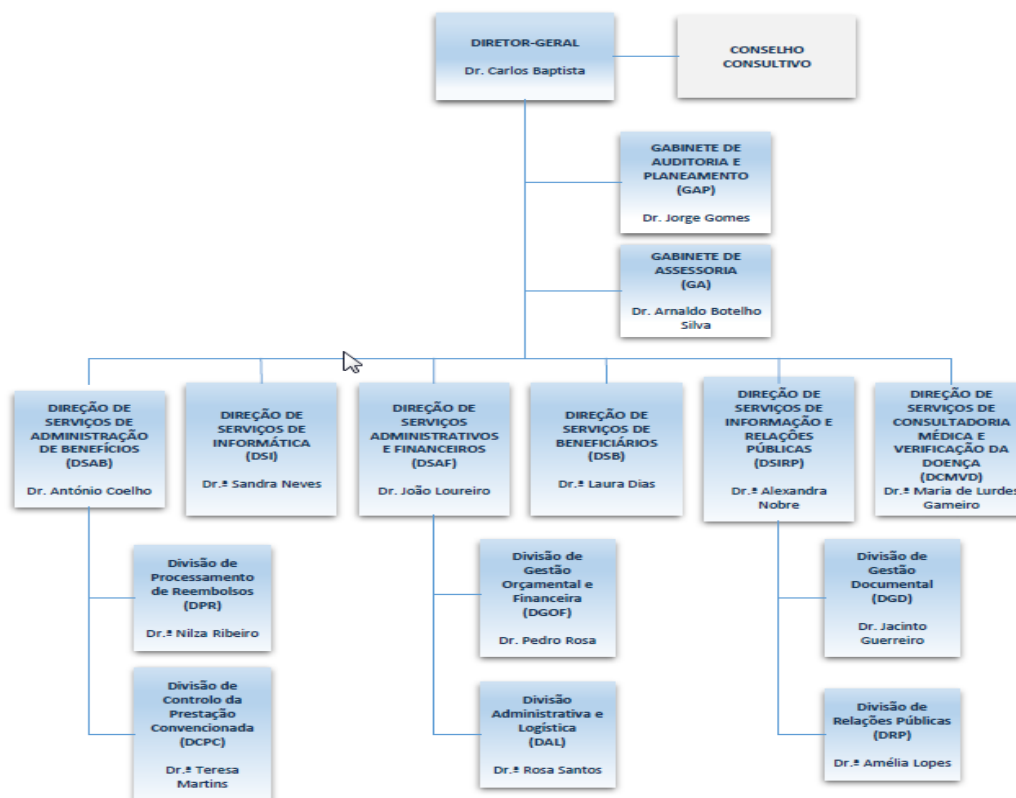 DIRETOR-GERAL
Dr. Carlos Baptista
CONSELHO
CONSULTIVO
GABINETE DE
AUDITORIA E
PLANEAMENTO
(GAP)
Dr. Jorge Gomes
GABINETE DE
ASSESSORIA
(GA)
Dr. Arnaldo Botelho
Silva
DIREÇÃO DE
SERVIÇOS DE
ADMINISTRAÇÃO
DE BENEFÍCIOS
(DSAB)
Dr. António Coelho
DIREÇÃO DE
SERVIÇOS DE
INFORMÁTICA
(DSI)
Dr.ª Sandra Neves
DIREÇÃO DE
SERVIÇOS
ADMINISTRATIVOS
E FINANCEIROS
(DSAF)
Dr. João Loureiro
DIREÇÃO DE
SERVIÇOS DE
BENEFICIÁRIOS
(DSB)
Dr.ª Laura Dias
DIREÇÃO DE
SERVIÇOS DE
INFORMAÇÃO E
RELAÇÕES
PÚBLICAS
(DSIRP)
Dr.ª Alexandra
Nobre
DIREÇÃO DE
SERVIÇOS DE
CONSULTADORIA
MÉDICA E
VERIFICAÇÃO DA
DOENÇA
(DCMVD)
Dr.ª Maria de Lurdes
Gameiro
Divisão de
Processamento
de Reembolsos
(DPR)
Dr.ª Nilza Ribeiro
Divisão de
Gestão
Orçamental e
Financeira
(DGOF)
Dr. Pedro Rosa
Divisão de
Gestão
Documental
(DGD)
Dr. Jacinto
Guerreiro
Divisão de
Controlo da
Prestação
Convencionada
(DCPC)
Dr.ª Teresa
Martins
Divisão
Administrativa e
Logística
(DAL)
Dr.ª Rosa Santos
Divisão de
Relações Públicas
(DRP)
Dr.ª Amélia Lopes